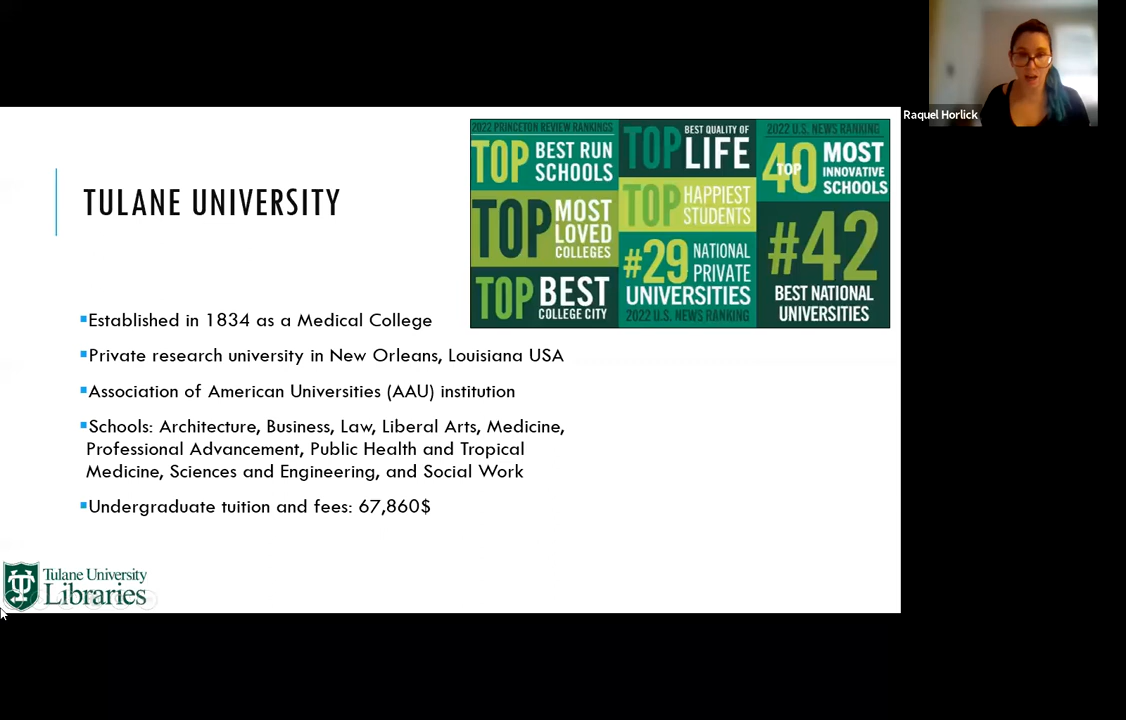 Raquel Horlick
TULANE UNIVERSITY
2022 PRINCETON REVIEW RANKINGS
TOP BEST RUN SCHOOLS
TOP MOST LOVED COLLEGES
TOP BEST COLLEGE CITY
TOP BEST QUALITY OF LIFE
TOP HAPPIEST STUDENTS
#29 NATIONAL PRIVATE UNIVERSITIES
2022 U.S. NEWS RANKING
2022 U.S. NEWS RANKING
TOP 40 MOST INNOVATIVE SCHOOLS
#42
BEST NATIONAL
UNIVERSITIES
▪Established in 1834 as a Medical College
▪Private research university in New Orleans, Louisiana USA
▪Association of American Universities (AAU) institution
▪Schools: Architecture, Business, Law, Liberal Arts, Medicine,
Professional Advancement, Public Health and Tropical
Medicine, Sciences and Engineering, and Social Work
▪Undergraduate tuition and fees: 67,860$
Tulane University
Libraries